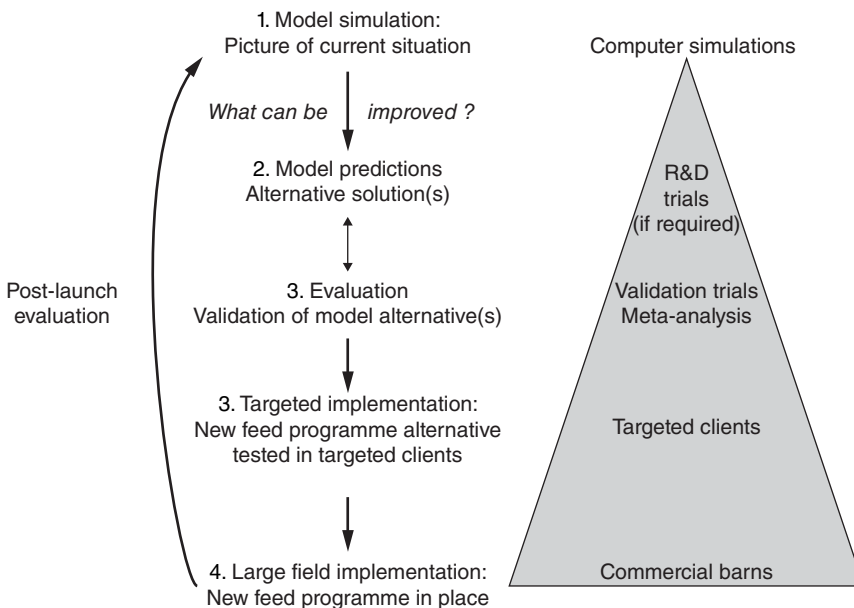 1. Model simulation:
Picture of current situation
What can be improved ?
2. Model predictions
Alternative solution(s)
3. Evaluation
Validation of model alternative(s)
3. Targeted implementation:
New feed programme alternative
tested in targeted clients
4. Large field implementation:
New feed programme in place
Post-launch
evaluation
Computer simulations
R&D
trials
(if required)
Validation trials
Meta-analysis
Targeted clients
Commercial barns